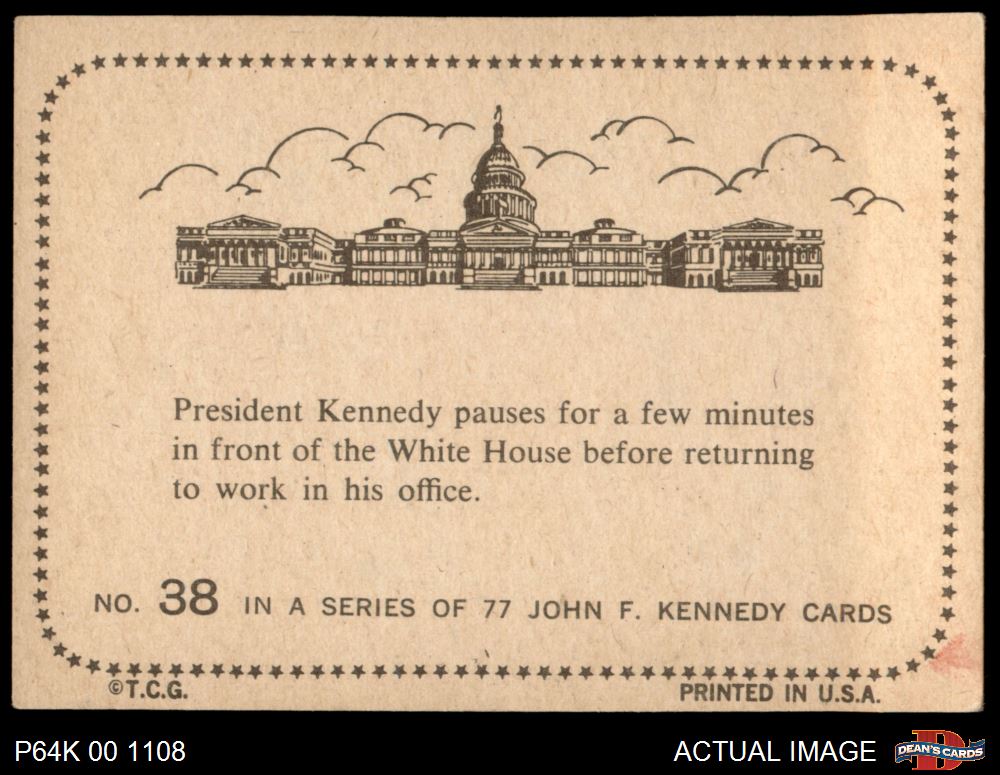 President Kennedy pauses for a few minutes
in front of the White House before returning
to work in his office.
NO. 38 IN A SERIES OF 77 JOHN F. KENNEDY CARDS
©T.C.G. PRINTED IN U.S.A.
P64K 00 1108 ACTUAL IMAGE DEAN'S CARDS